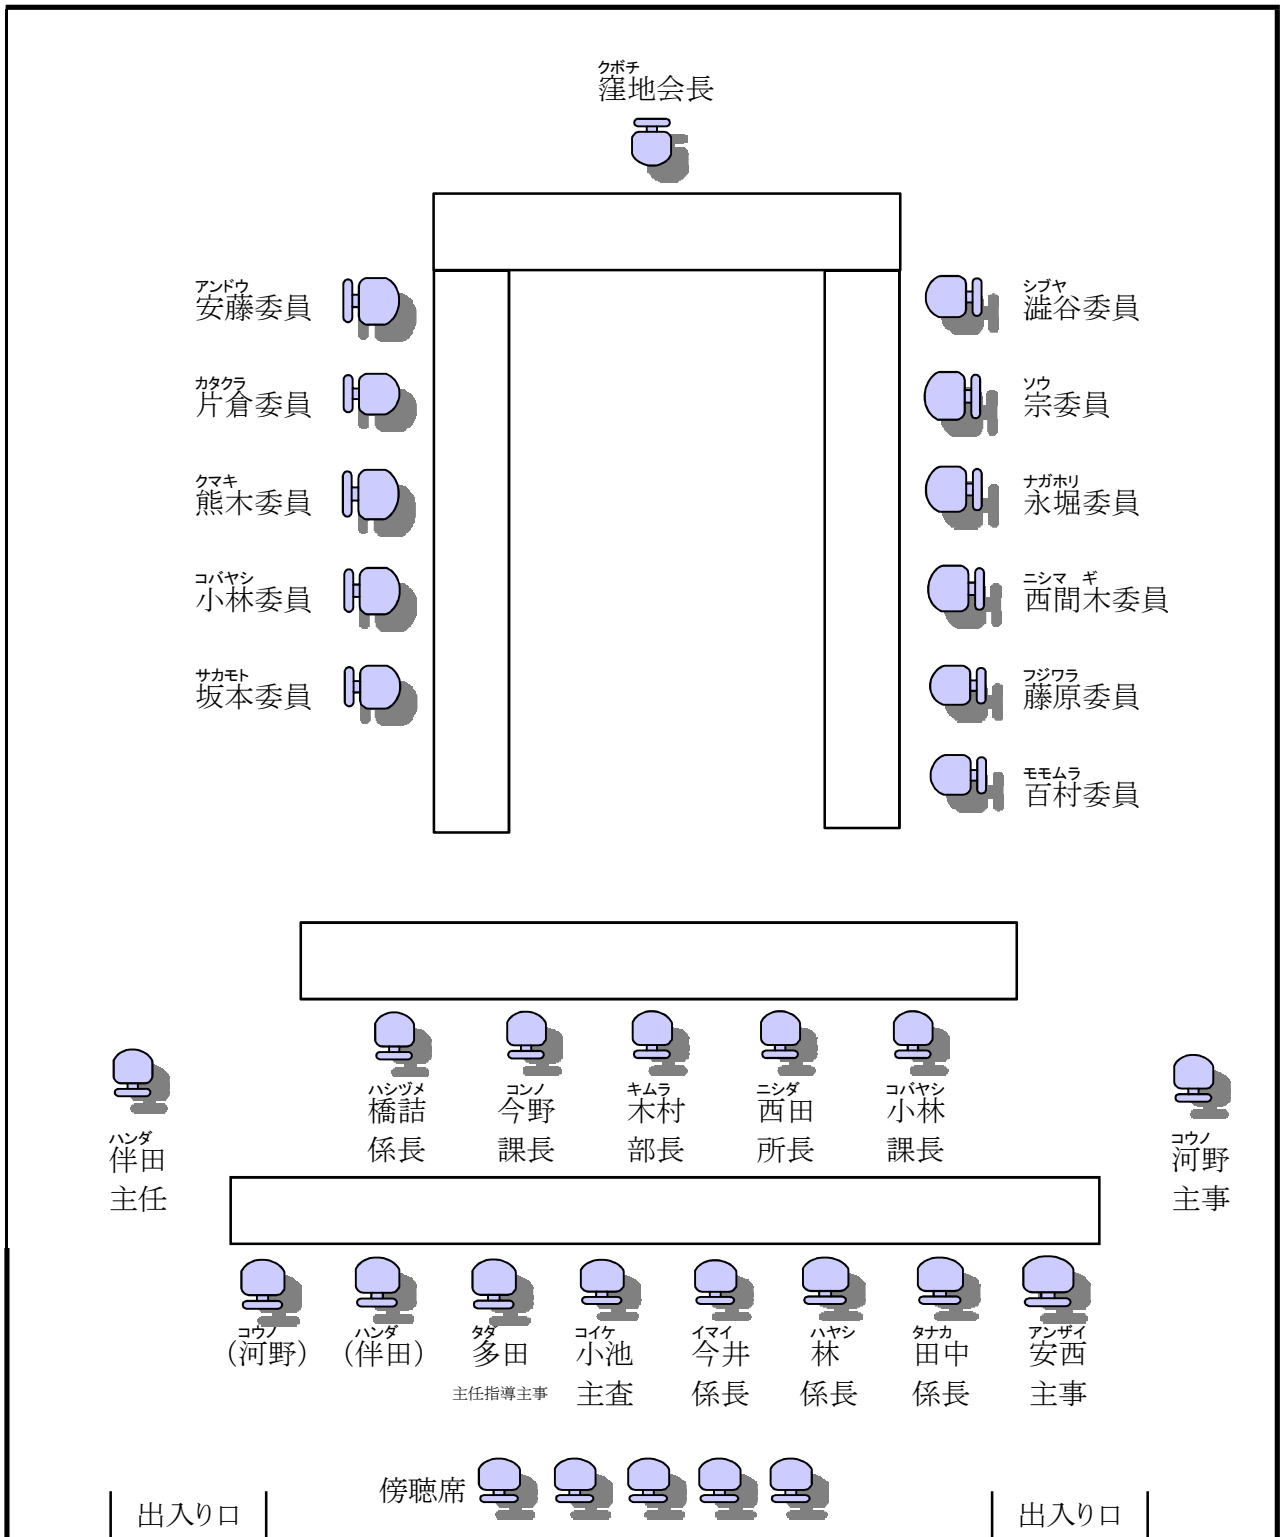 クボチ
窪地会長
アンドウ
安藤委員
シブヤ
澁谷委員
カタクラ
片倉委員
ソウ
宗委員
クマキ
熊木委員
ナガホリ
永堀委員
コバヤシ
小林委員
ニシマ ギ
西間木委員
サカモト
坂本委員
フジワラ
藤原委員
モモムラ
百村委員
ハシヅメ コンノ キムラ ニシダ コバヤシ
橋詰 今野 木村 西田 小林
係長 課長 部長 所長 課長
ハンダ
伴田
主任
コウノ
河野
主事
コウノ ハンダ タダ コイケ イマイ ハヤシ タナカ アンザイ
（河野） （伴田） 多田 小池 今井 林 田中 安西
主任指導主事 主査 係長 係長 係長 主事
傍聴席
出入り口 出入り口